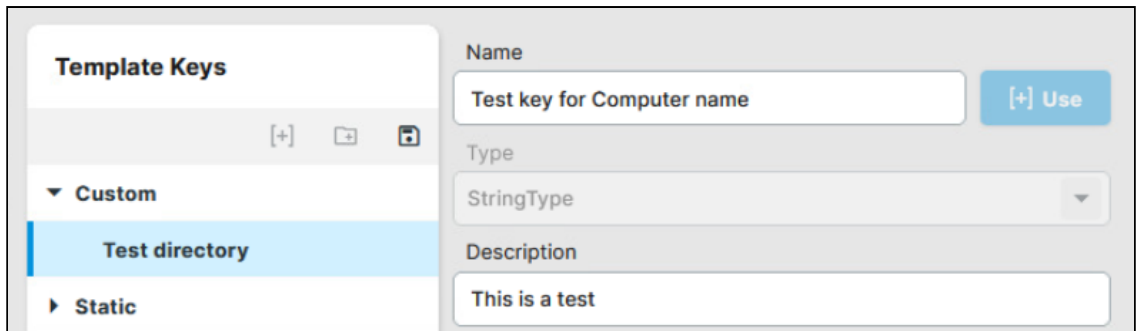 Template Keys
[+]
Custom
Test directory
Static
Name
Test key for Computer name
[+] Use
Type
StringType
Description
This is a test